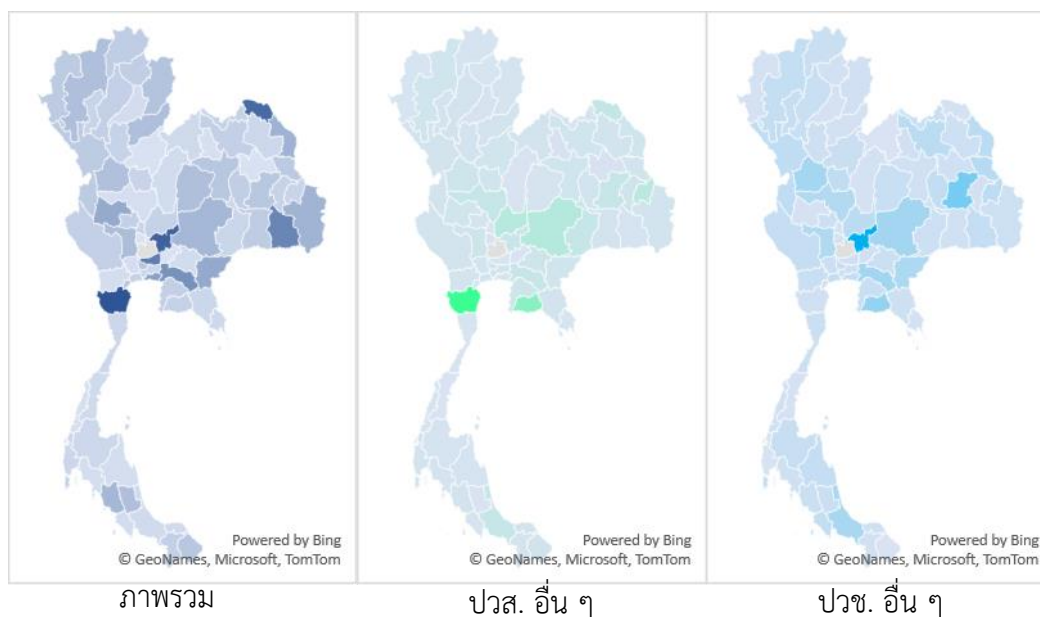 Powered by Bing
© GeoNames, Microsoft, TomTom
Powered by Bing
© GeoNames, Microsoft, TomTom
Powered by Bing
© GeoNames, Microsoft, TomTom
ภาพรวม
ปวส. อื่น ๆ
ปวช. อื่น ๆ